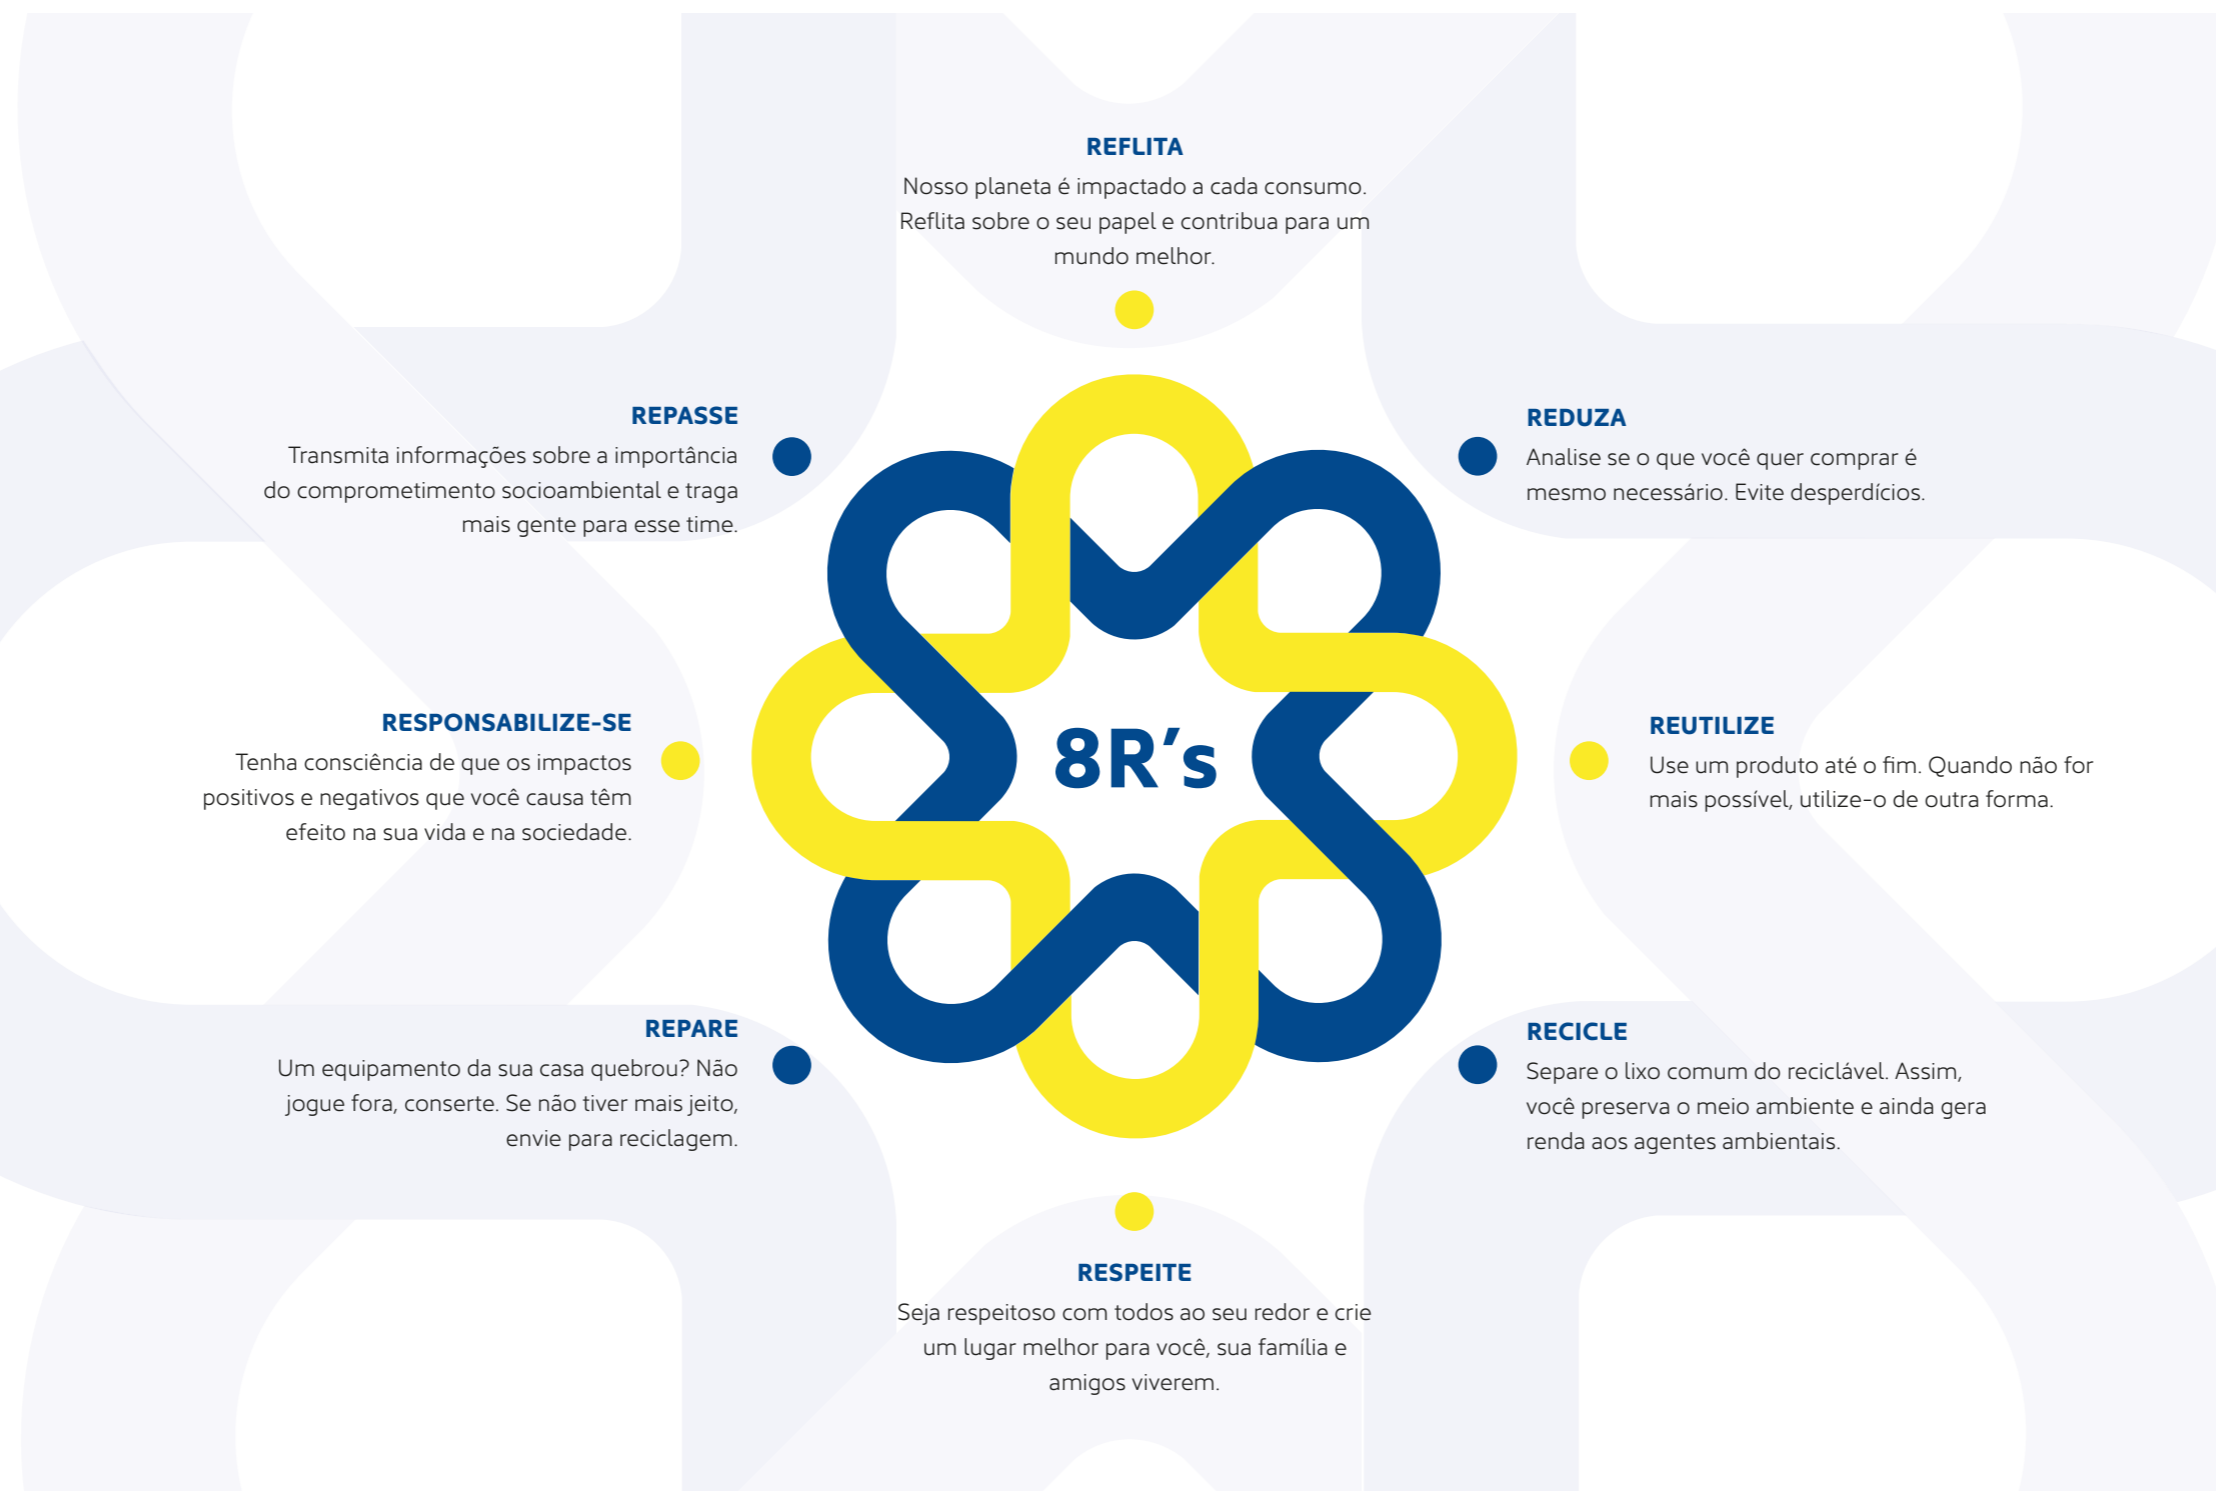 REFLITA
Nosso planeta é impactado a cada consumo.
Reflita sobre o seu papel e contribua para um
mundo melhor.
REDUZA
Analise se o que você quer comprar é
mesmo necessário. Evite desperdícios.
REUTILIZE
Use um produto até o fim. Quando não for
mais possível, utilize-o de outra forma.
RECICLE
Separe o lixo comum do reciclável. Assim,
você preserva o meio ambiente e ainda gera
renda aos agentes ambientais.
RESPEITE
Seja respeitoso com todos ao seu redor e crie
um lugar melhor para você, sua família e
amigos viverem.
REPARE
Um equipamento da sua casa quebrou? Não
jogue fora, conserte. Se não tiver mais jeito,
envie para reciclagem.
RESPONSABILIZE-SE
Tenha consciência de que os impactos
positivos e negativos que você causa têm
efeito na sua vida e na sociedade.
REPASSE
Transmita informações sobre a importância
do comprometimento socioambiental e traga
mais gente para esse time.
8R's